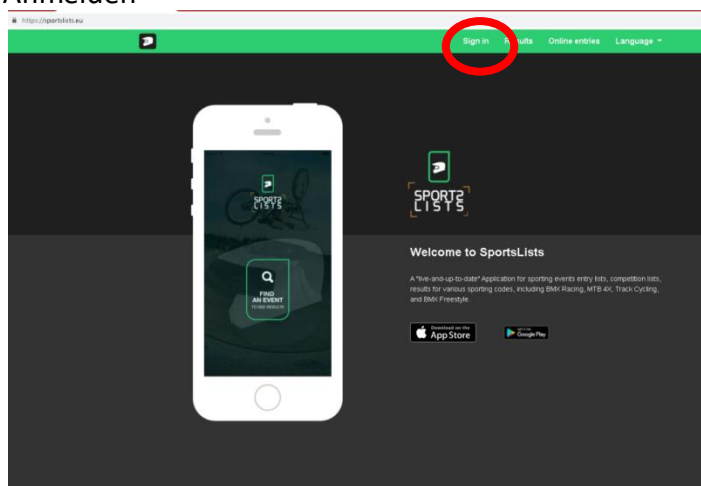 Anmelden
https://sportslists.eu
Sign in Results Online entries Language
SPORTS
LISTS
FIND
AN EVENT
TO SEE RESULTS
SPORTS
LISTS
Welcome to SportsLists
A "live-and-up-to-date" Application for sporting events entry lists, competition lists,
results for various sporting codes, including BMX Racing, MTB 4X, Track Cycling,
and BMX Freestyle.
Download on the
App Store
GET IT ON
Google Play